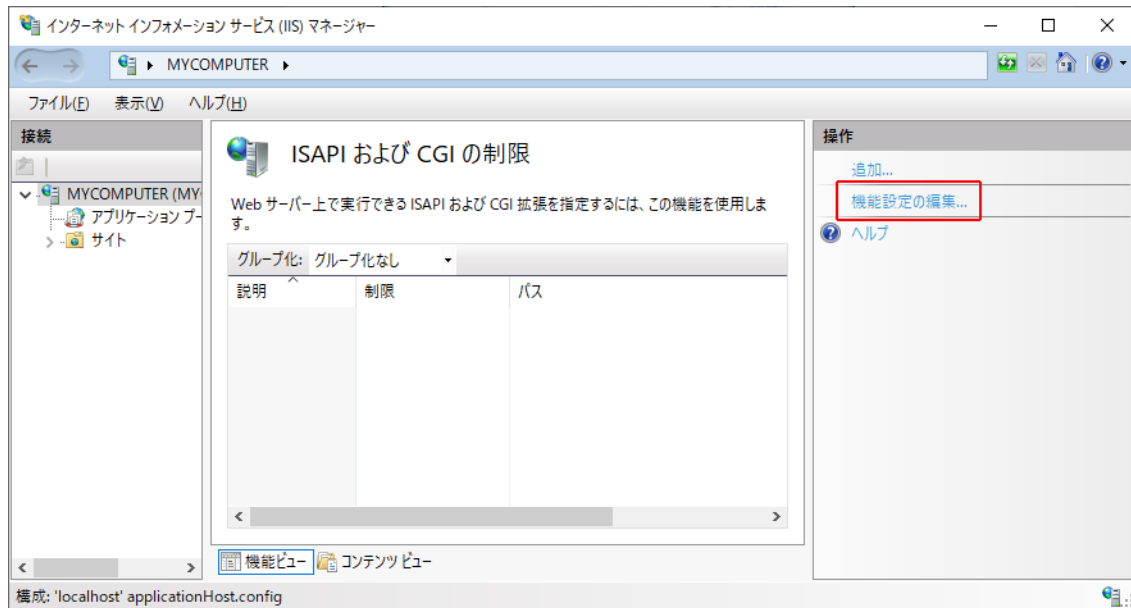 インターネット インフォメーション サービス (IIS) マネージャー
MYCOMPUTER
ファイル(F) 表示(V) ヘルプ(H)
接続
MYCOMPUTER (MY
アプリケーション プー
サイト
ISAPI および CGI の制限
Web サーバー上で実行できる ISAPI および CGI 拡張を指定するには、この機能を使用しま
す。
グループ化: グループ化なし
説明 制限 パス
機能ビュー コンテンツ ビュー
操作
追加...
機能設定の編集...
ヘルプ
構成: 'localhost' applicationHost.config